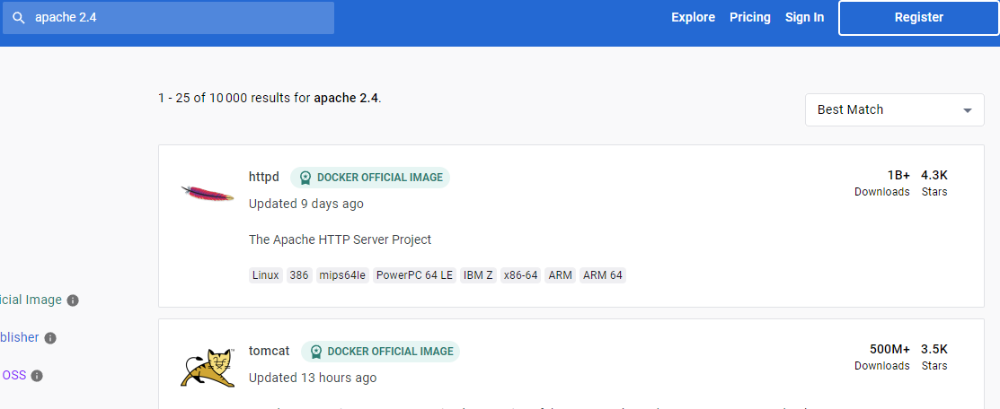 apache 2.4
Explore Pricing Sign In Register
1 - 25 of 10 000 results for apache 2.4.
Best Match
httpd DOCKER OFFICIAL IMAGE
1B+ 4.3K
Downloads Stars
Updated 9 days ago
The Apache HTTP Server Project
Linux 386 mips64le PowerPC 64 LE IBM Z x86-64 ARM ARM 64
Image
OSS
tomcat DOCKER OFFICIAL IMAGE
500M+ 3.5K
Downloads Stars
Updated 13 hours ago